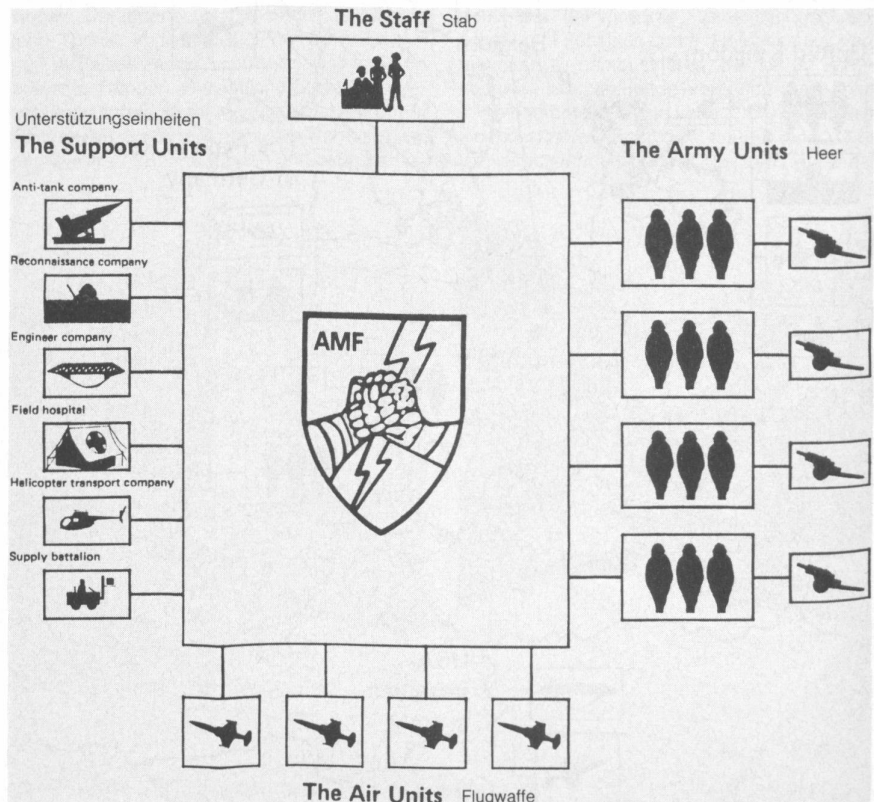 The Staff Stab
Unterstützungseinheiten
The Support Units
Anti-tank company
Reconnaissance company
Engineer company
Field hospital
Helicopter transport company
Supply battalion
AMF
The Army Units Heer
The Air Units Flugwaffe